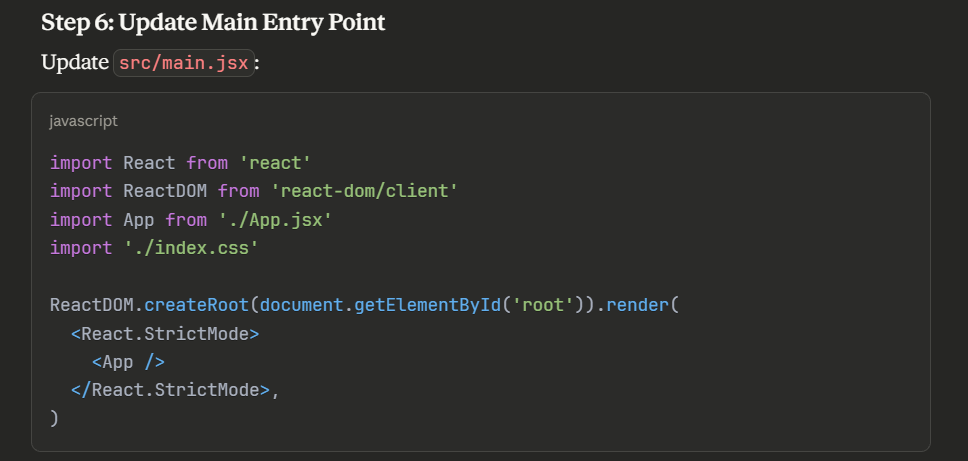 Step 6: Update Main Entry Point
Update src/main.jsx:
javascript
import React from 'react'
import ReactDOM from 'react-dom/client'
import App from './App.jsx'
import './index.css'
ReactDOM.createRoot(document.getElementById('root')).render(
  <React.StrictMode>
    <App />
  </React.StrictMode>,
)